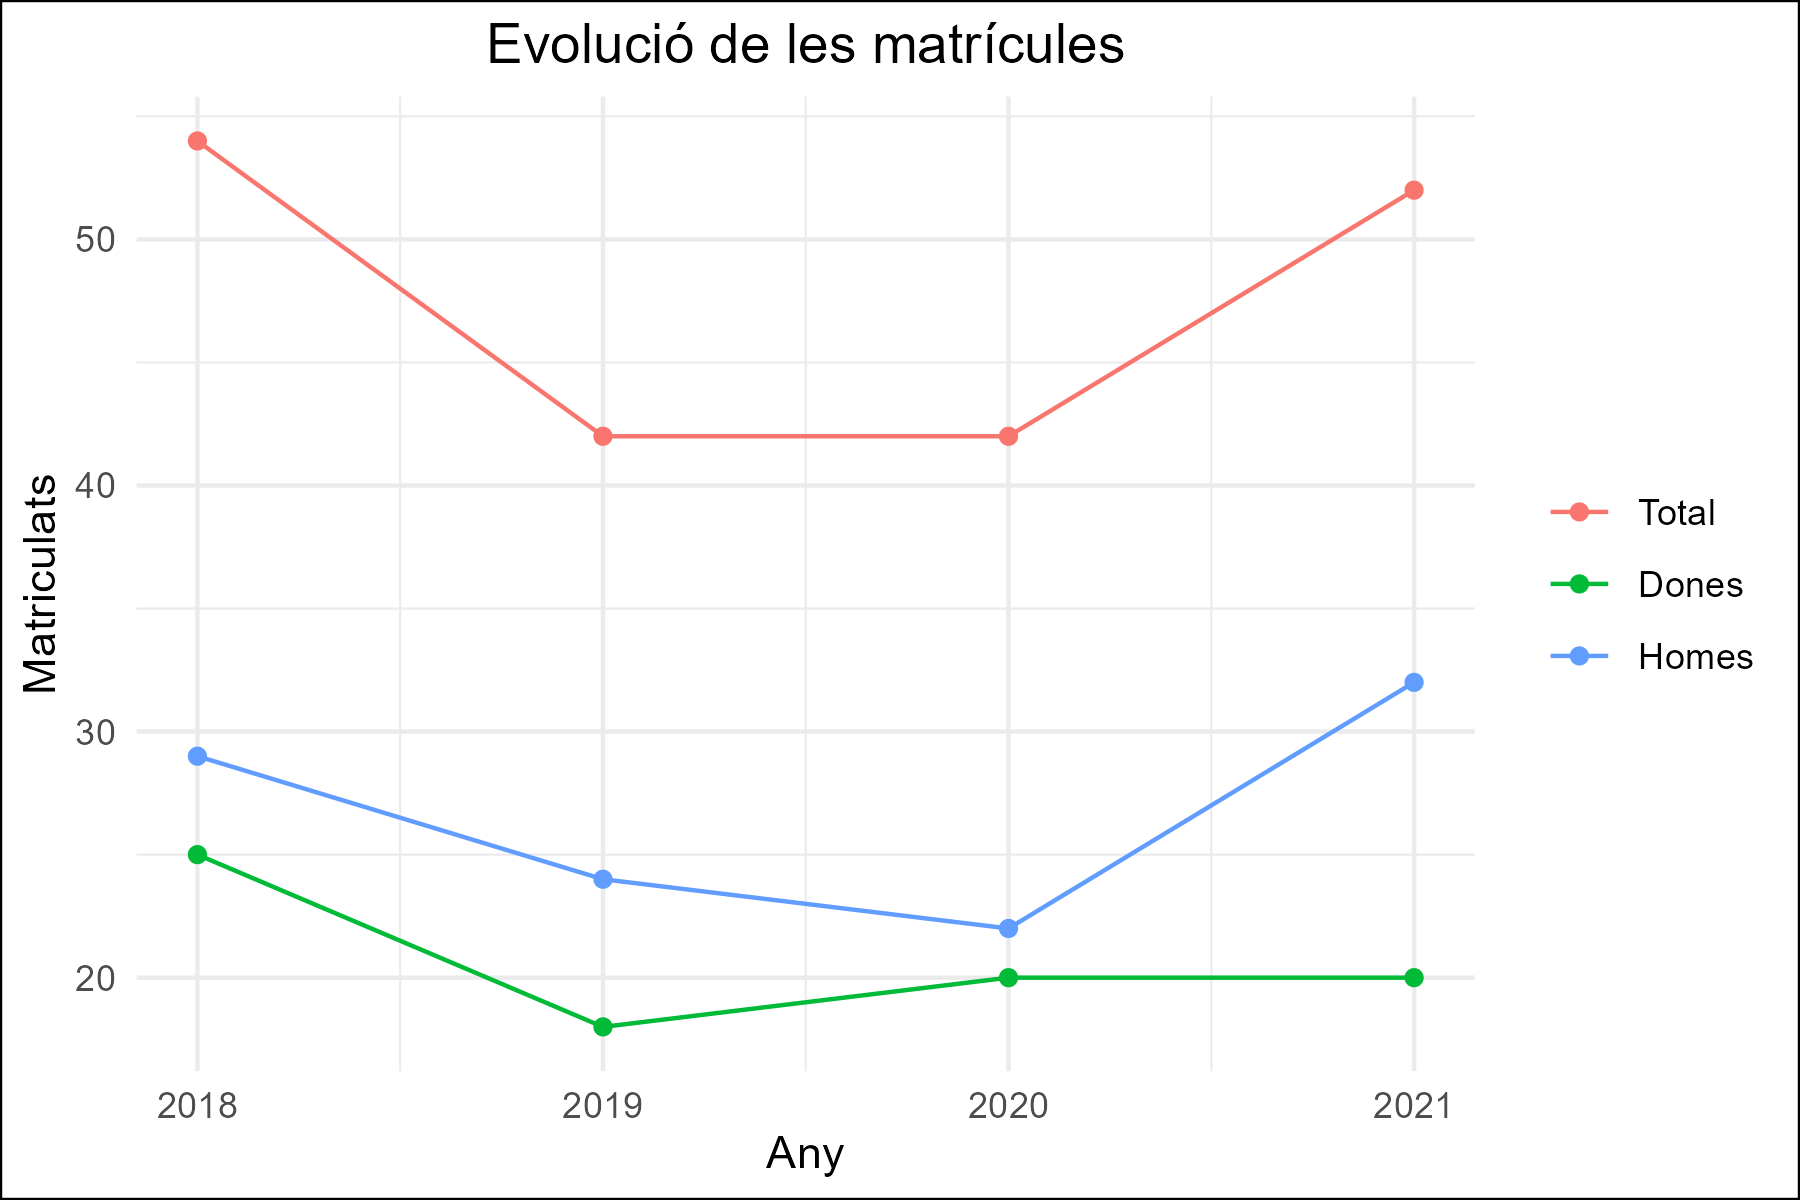 Evolució de les matrícules
Matriculats
50
40
30
20
2018 2019 2020 2021
Any
Total
Dones
Homes